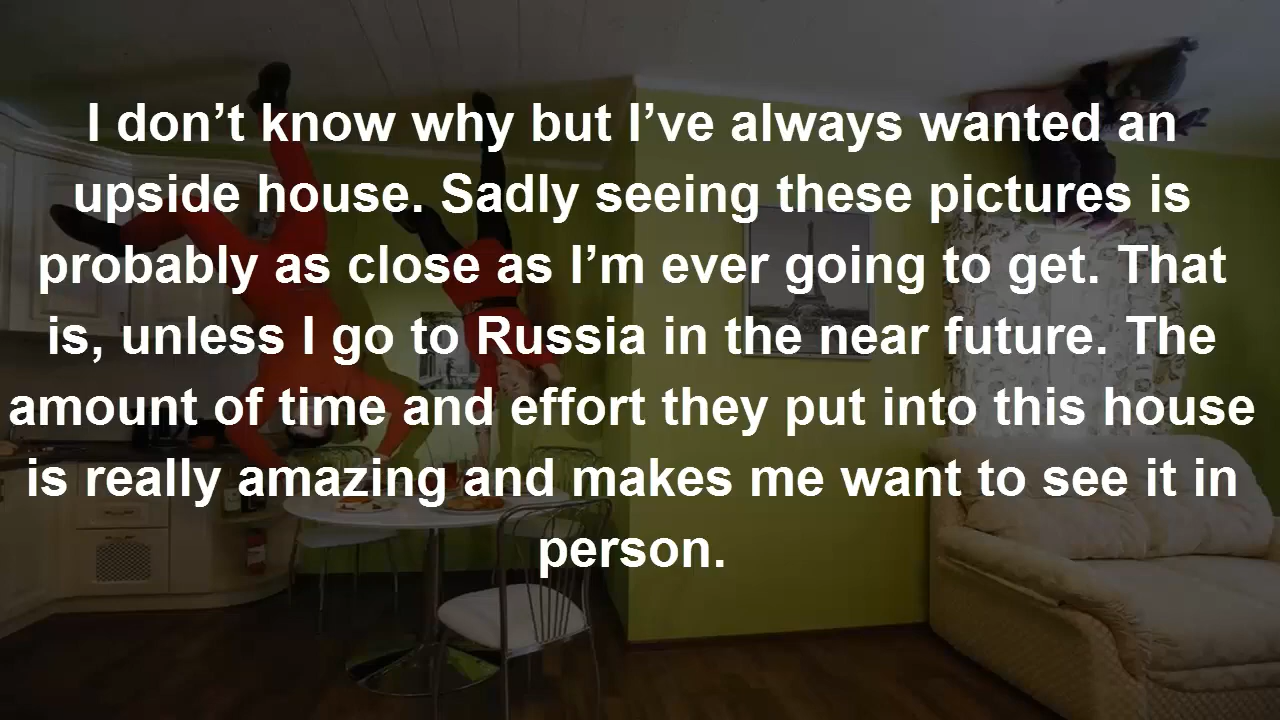 I don’t know why but I’ve always wanted an
upside house. Sadly seeing these pictures is
probably as close as I’m ever going to get. That
is, unless I go to Russia in the near future. The
amount of time and effort they put into this house
is really amazing and makes me want to see it in
person.